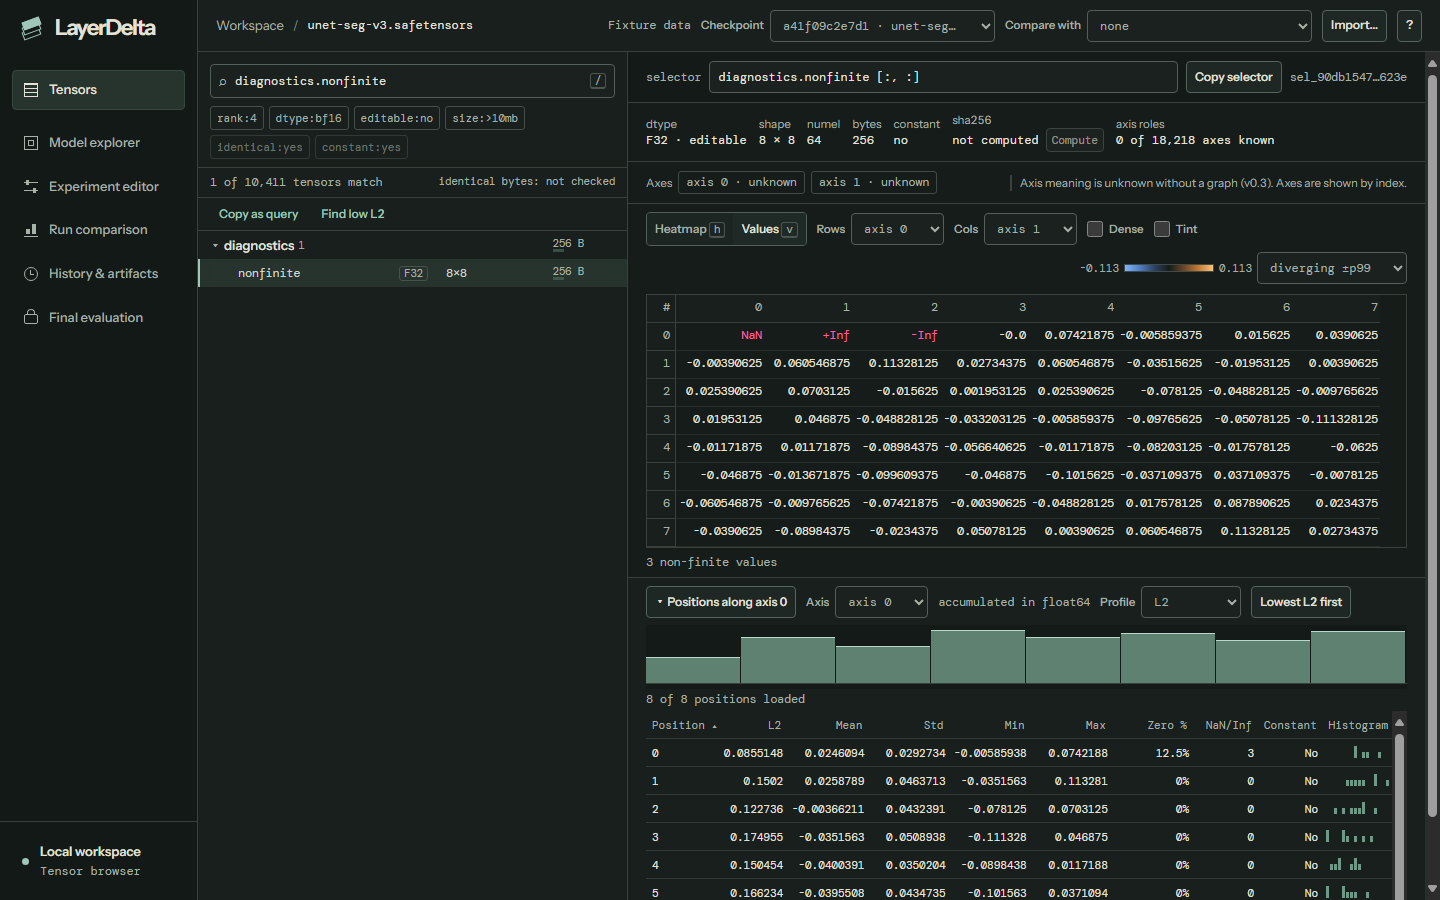 LayerDelta
Workspace / unet-seg-v3.safetensors
Fixture data Checkpoint a41f09c2e7d1 · unet-seg… Compare with none Import… ?
Tensors
Model explorer
Experiment editor
Run comparison
History & artifacts
Final evaluation
Local workspace
Tensor browser
diagnostics.nonfinite /
rank:4 dtype:bf16 editable:no size:>10mb
identical:yes constant:yes
1 of 10,411 tensors match identical bytes: not checked
Copy as query Find low L2
diagnostics 1 256 B
nonfinite F32 8×8 256 B
selector diagnostics.nonfinite [:, :] Copy selector sel_90db1547…623e
dtype shape numel bytes constant sha256 axis roles
F32 · editable 8 × 8 64 256 no not computed Compute 0 of 18,218 axes known
Axes axis 0 · unknown axis 1 · unknown Axis meaning is unknown without a graph (v0.3). Axes are shown by index.
Heatmap h Values v Rows axis 0 Cols axis 1 Dense Tint
-0.113 0.113 diverging ±p99
# 0 1 2 3 4 5 6 7
0 NaN +Inf -Inf -0.0 0.07421875 -0.005859375 0.015625 0.0390625
1 -0.00390625 0.060546875 0.11328125 0.02734375 0.060546875 -0.03515625 -0.01953125 0.00390625
2 0.025390625 0.0703125 -0.015625 0.001953125 0.025390625 -0.078125 -0.048828125 -0.009765625
3 0.01953125 0.046875 -0.048828125 -0.033203125 -0.005859375 -0.09765625 -0.05078125 -0.111328125
4 -0.01171875 0.01171875 -0.08984375 -0.056640625 -0.01171875 -0.08203125 -0.017578125 -0.0625
5 -0.046875 -0.013671875 -0.099609375 -0.046875 -0.1015625 -0.037109375 0.037109375 -0.0078125
6 -0.060546875 -0.009765625 -0.07421875 -0.00390625 -0.048828125 0.017578125 0.087890625 0.0234375
7 -0.0390625 -0.08984375 -0.0234375 0.05078125 0.00390625 0.060546875 0.11328125 0.02734375
3 non-finite values
Positions along axis 0 Axis axis 0 accumulated in float64 Profile L2 Lowest L2 first
8 of 8 positions loaded
Position L2 Mean Std Min Max Zero % NaN/Inf Constant Histogram
0 0.0855148 0.0246094 0.0292734 -0.00585938 0.0742188 12.5% 3 No
1 0.1502 0.0258789 0.0463713 -0.0351563 0.113281 0% 0 No
2 0.122736 -0.00366211 0.0432391 -0.078125 0.0703125 0% 0 No
3 0.174955 -0.0351563 0.0508938 -0.111328 0.046875 0% 0 No
4 0.150454 -0.0400391 0.0350204 -0.0898438 0.0117188 0% 0 No
5 0.166234 -0.0395508 0.0434735 -0.101563 0.0371094 0% 0 No